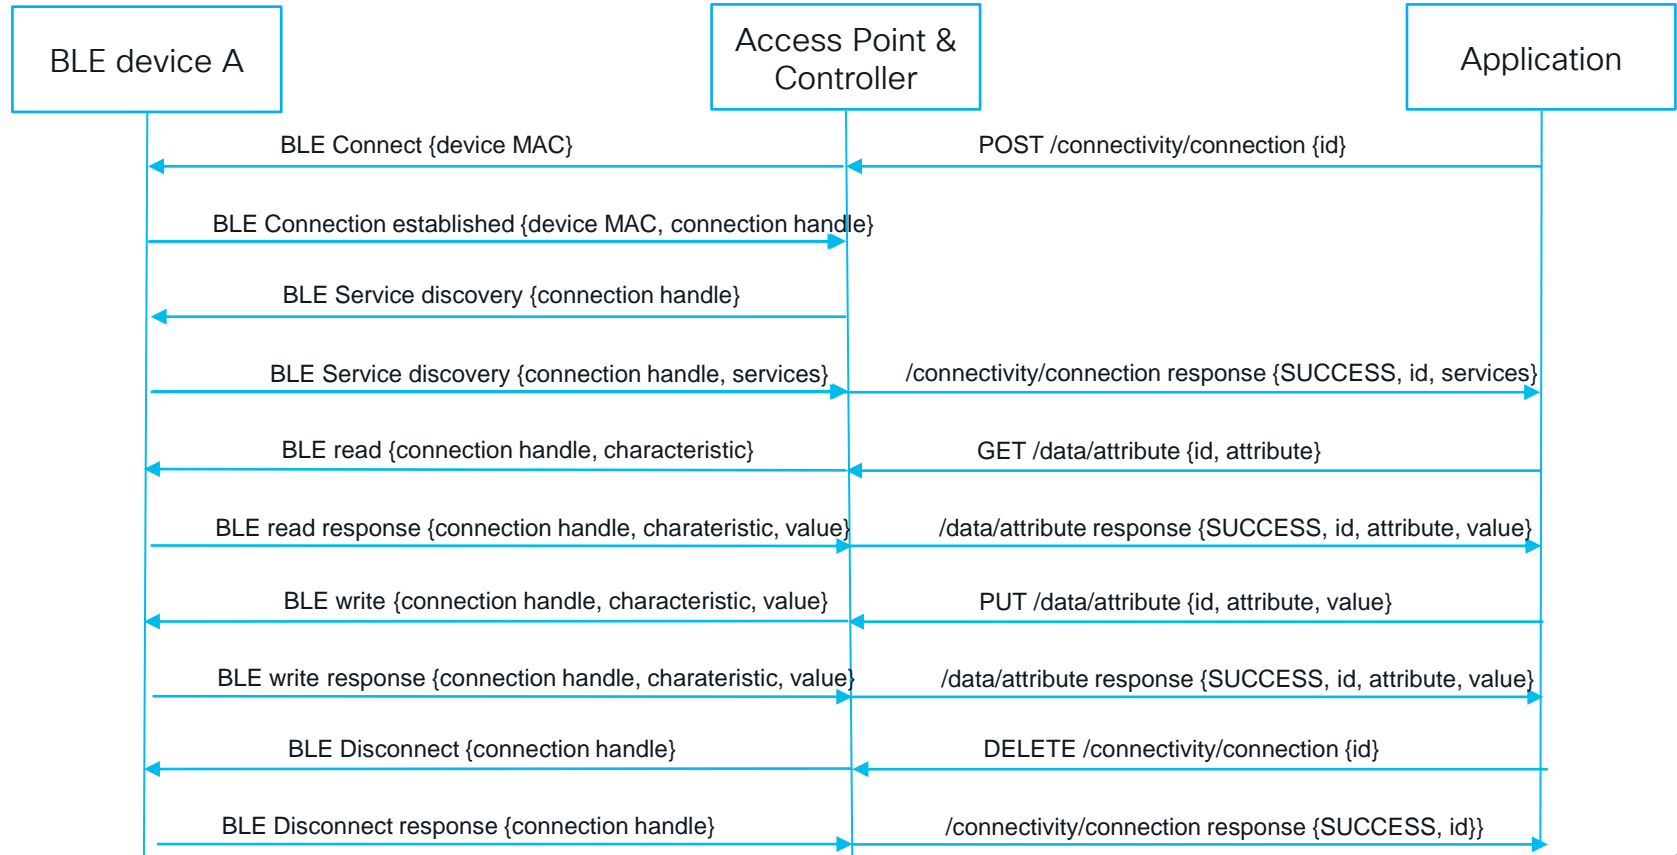 BLE device A
Access Point &
Controller
Application
BLE Connect {device MAC}
POST /connectivity/connection {id}
BLE Connection established {device MAC, connection handle}
BLE Service discovery {connection handle}
BLE Service discovery {connection handle, services}
/connectivity/connection response {SUCCESS, id, services}
BLE read {connection handle, characteristic}
GET /data/attribute {id, attribute}
BLE read response {connection handle, charateristic, value}
/data/attribute response {SUCCESS, id, attribute, value}
BLE write {connection handle, characteristic, value}
PUT /data/attribute {id, attribute, value}
BLE write response {connection handle, charateristic, value}
/data/attribute response {SUCCESS, id, attribute, value}
BLE Disconnect {connection handle}
DELETE /connectivity/connection {id}
BLE Disconnect response {connection handle}
/connectivity/connection response {SUCCESS, id}}